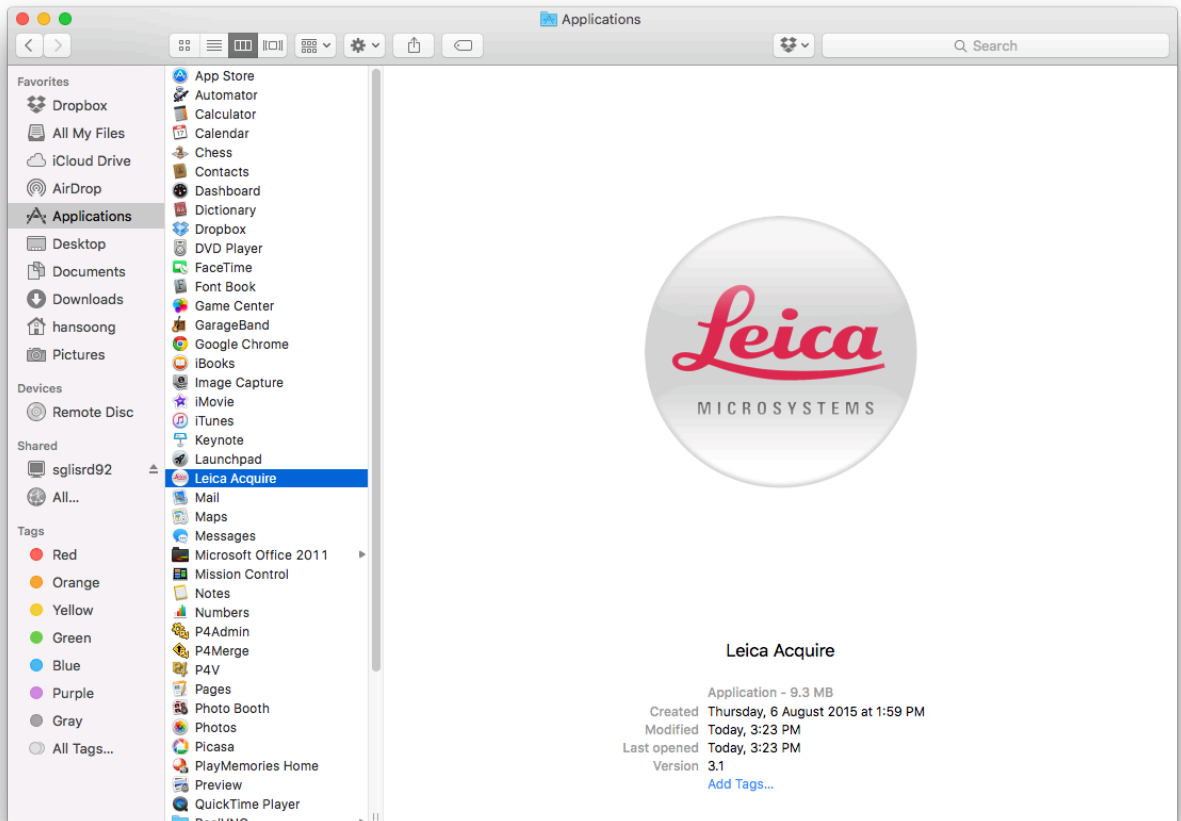 Applications
Search
Favorites
Dropbox
All My Files
iCloud Drive
AirDrop
Applications
Desktop
Documents
Downloads
hansoong
Pictures
Devices
Remote Disc
Shared
sglisrd92
All...
Tags
Red
Orange
Yellow
Green
Blue
Purple
Gray
All Tags...
App Store
Automator
Calculator
Calendar
Chess
Contacts
Dashboard
Dictionary
Dropbox
DVD Player
FaceTime
Font Book
Game Center
GarageBand
Google Chrome
iBooks
Image Capture
iMovie
iTunes
Keynote
Launchpad
Leica Acquire
Mail
Maps
Messages
Microsoft Office 2011
Mission Control
Notes
Numbers
P4Admin
P4Merge
P4V
Pages
Photo Booth
Photos
Picasa
PlayMemories Home
Preview
QuickTime Player
Leica
MICROSYSTEMS
Leica Acquire
Application - 9.3 MB
Created Thursday, 6 August 2015 at 1:59 PM
Modified Today, 3:23 PM
Last opened Today, 3:23 PM
Version 3.1
Add Tags...